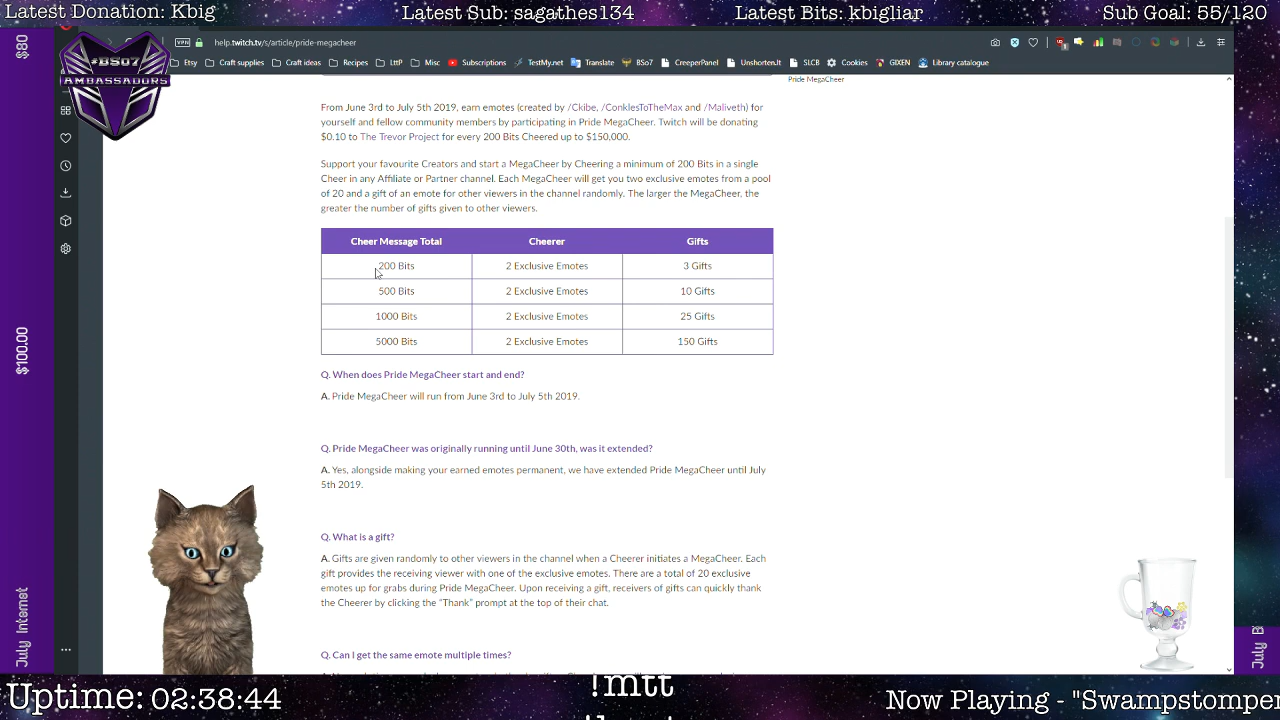 Latest Donation: Kbig
Latest Sub: sagathes134
Latest Bits: kbigliar
Sub Goal: 55/120
$80
#BS07
AMBASSADORS
VPN
help.twitch.tv/s/article/pride-megacheer
Etsy
Craft supplies
Craft ideas
Recipes
LttP
Misc
Subscriptions
TestMy.net
Translate
BSo7
CreeperPanel
Unshorten.It
SLCB
Cookies
GIXEN
Library catalogue
Pride MegaCheer
From June 3rd to July 5th 2019, earn emotes (created by /Ckibe, /ConklesToTheMax and /Maliveth) for
yourself and fellow community members by participating in Pride MegaCheer. Twitch will be donating
$0.10 to The Trevor Project for every 200 Bits Cheered up to $150,000.
Support your favourite Creators and start a MegaCheer by Cheering a minimum of 200 Bits in a single
Cheer in any Affiliate or Partner channel. Each MegaCheer will get you two exclusive emotes from a pool
of 20 and a gift of an emote for other viewers in the channel randomly. The larger the MegaCheer, the
greater the number of gifts given to other viewers.
Cheer Message Total Cheerer Gifts
200 Bits 2 Exclusive Emotes 3 Gifts
500 Bits 2 Exclusive Emotes 10 Gifts
1000 Bits 2 Exclusive Emotes 25 Gifts
5000 Bits 2 Exclusive Emotes 150 Gifts
$100.00
Q. When does Pride MegaCheer start and end?
A. Pride MegaCheer will run from June 3rd to July 5th 2019.
Q. Pride MegaCheer was originally running until June 30th, was it extended?
A. Yes, alongside making your earned emotes permanent, we have extended Pride MegaCheer until July
5th 2019.
Q. What is a gift?
A. Gifts are given randomly to other viewers in the channel when a Cheerer initiates a MegaCheer. Each
gift provides the receiving viewer with one of the exclusive emotes. There are a total of 20 exclusive
emotes up for grabs during Pride MegaCheer. Upon receiving a gift, receivers of gifts can quickly thank
the Cheerer by clicking the “Thank” prompt at the top of their chat.
Q. Can I get the same emote multiple times?
July Internet
July B
Uptime: 02:38:44
!mtt
Now Playing - "Swampstomper